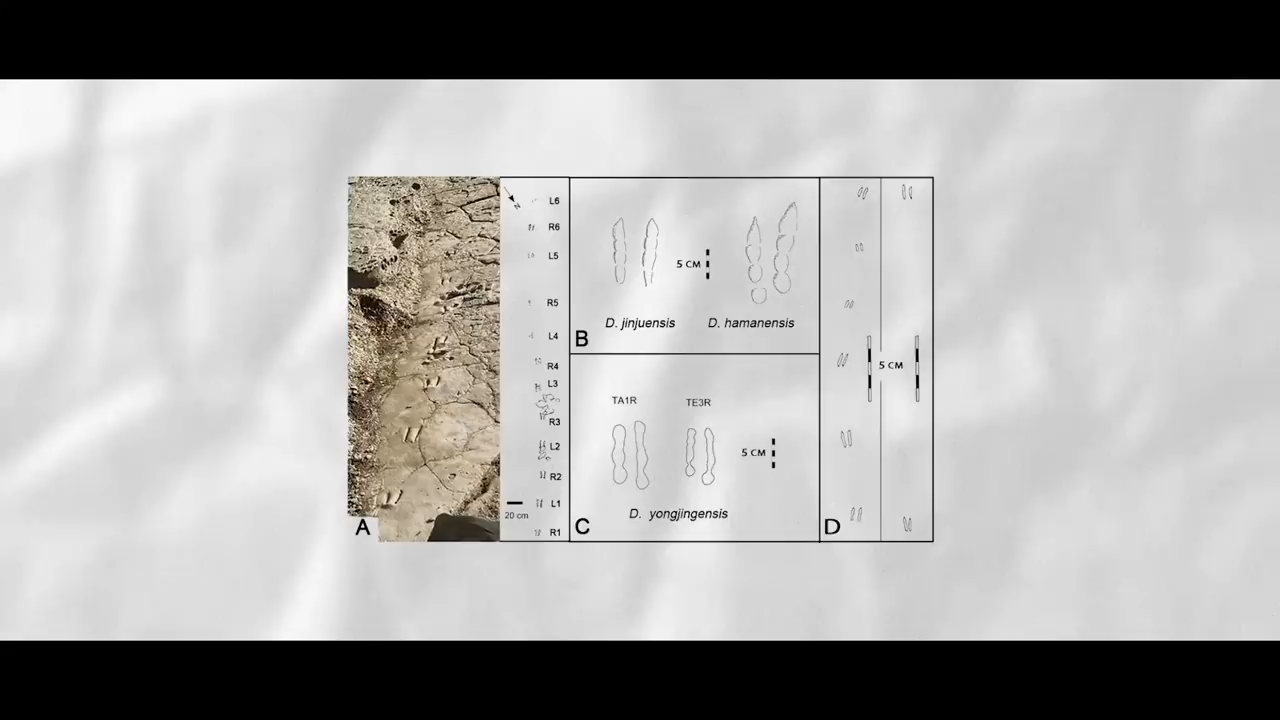 N
L6
R6
L5
R5
L4
R4
L3
R3
L2
R2
L1
R1
20 cm
A
5 CM
D. jinjuensis
D. hamanensis
B
TA1R
TE3R
5 CM
D. yongjingensis
C
5 CM
D